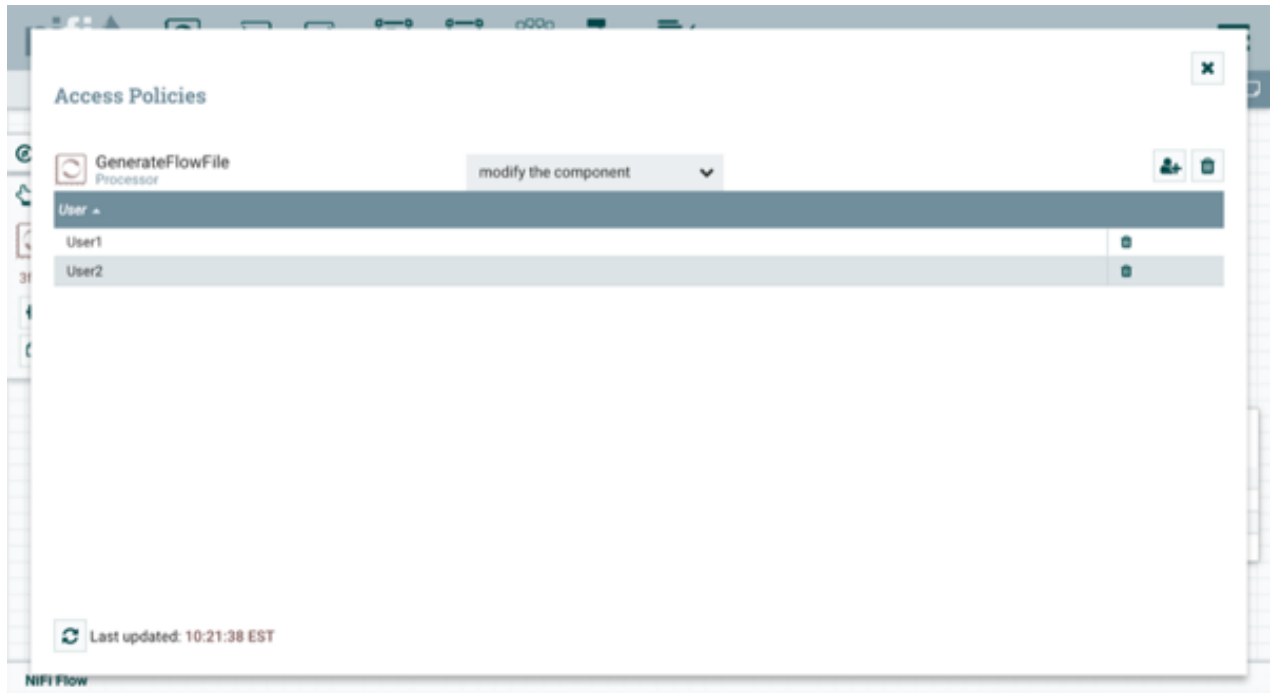 Access Policies
GenerateFlowFile
Processor
modify the component
User
User1
User2
Last updated: 10:21:38 EST
NiFi Flow